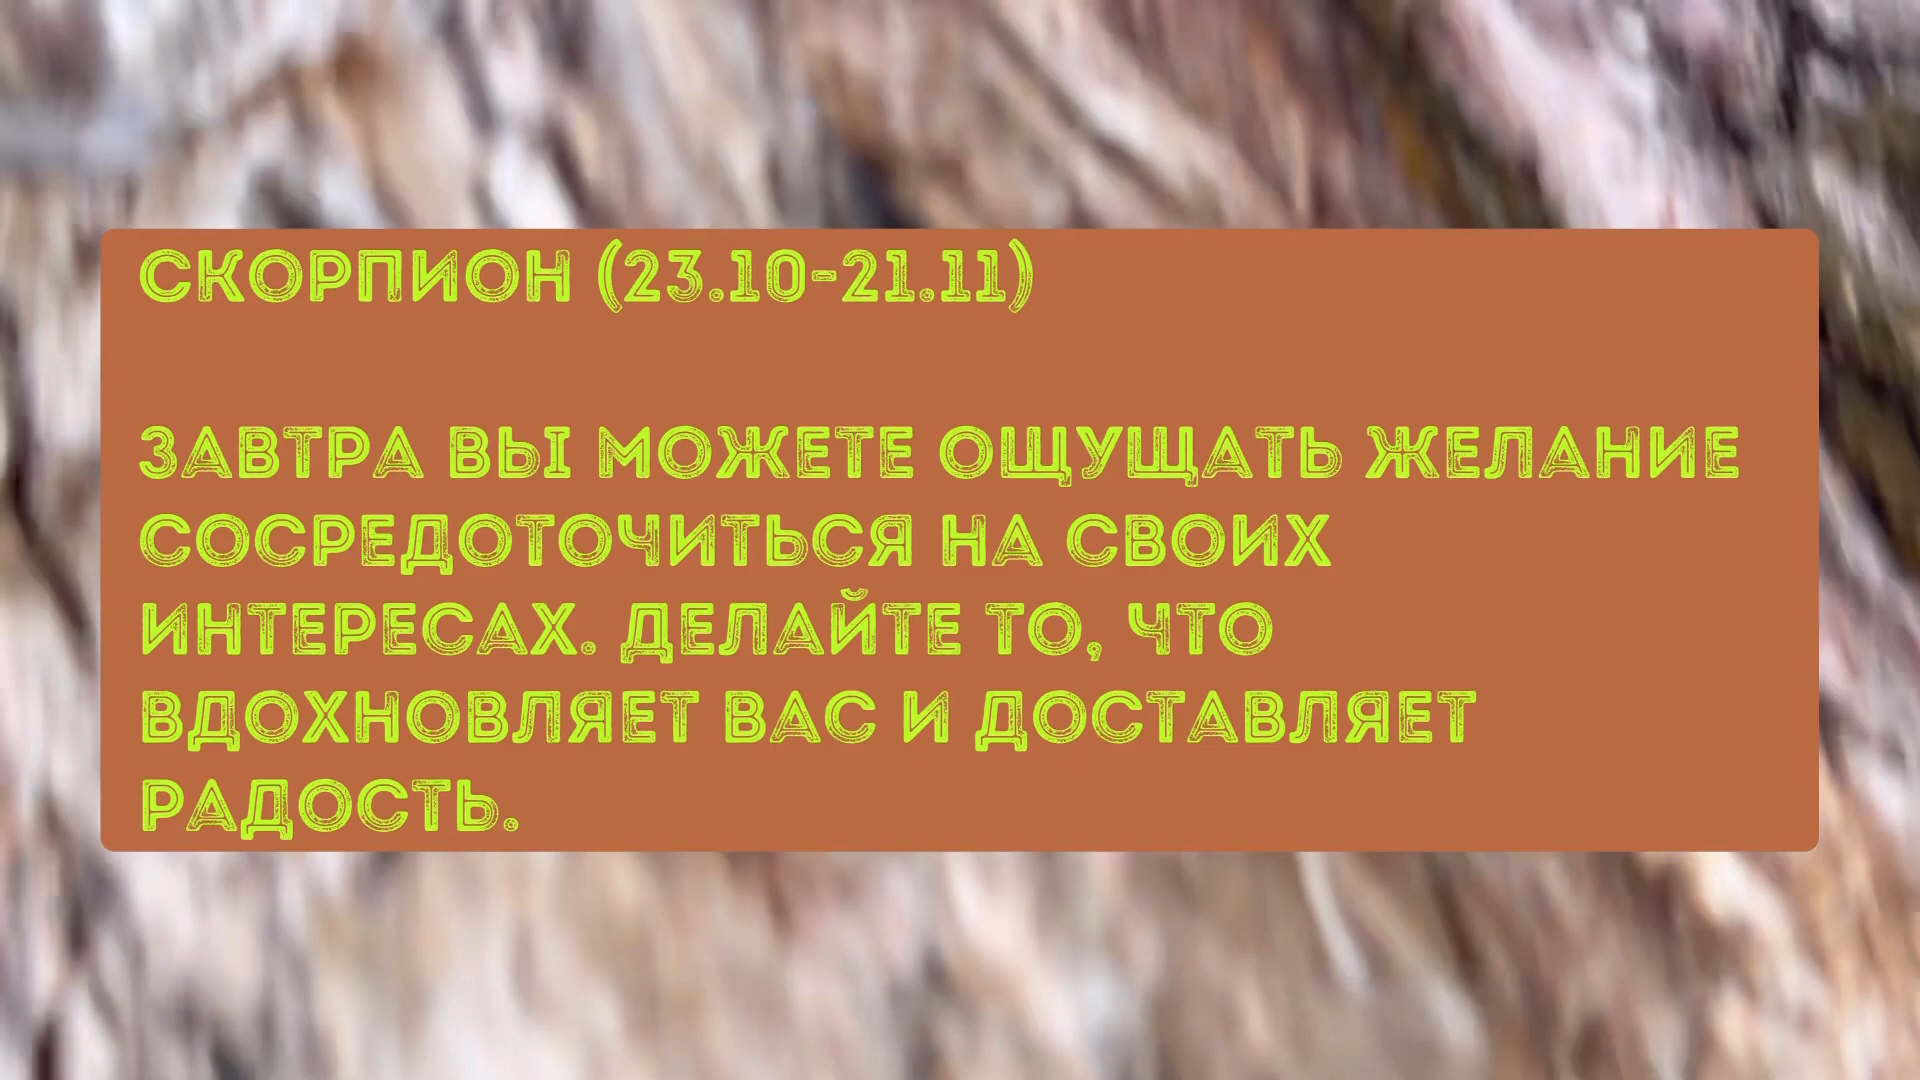 СКОРПИОН (23.10-21.11)
ЗАВТРА ВЫ МОЖЕТЕ ОЩУЩАТЬ ЖЕЛАНИЕ
СОСРЕДОТОЧИТЬСЯ НА СВОИХ
ИНТЕРЕСАХ. ДЕЛАЙТЕ ТО, ЧТО
ВДОХНОВЛЯЕТ ВАС И ДОСТАВЛЯЕТ
РАДОСТЬ.